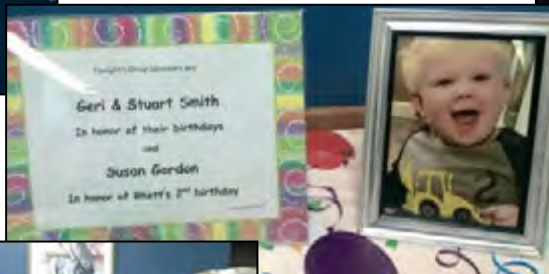 Tonight's Group Sponsors are
Geri & Stuart Smith
In honor of their birthdays
and
Susan Gordon
In honor of Rhett's 2nd birthday